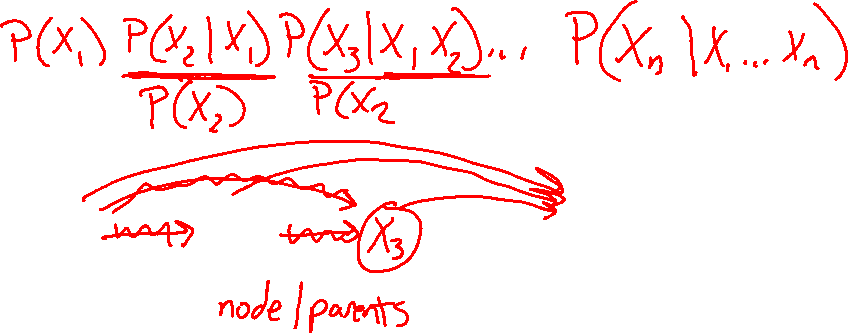 P(X₁) P(X₂|X₁) P(X₃|X₁ X₂)... P(Xₙ|X₁...Xₙ)
P(X₂) P(X₂
X₃
node/parents